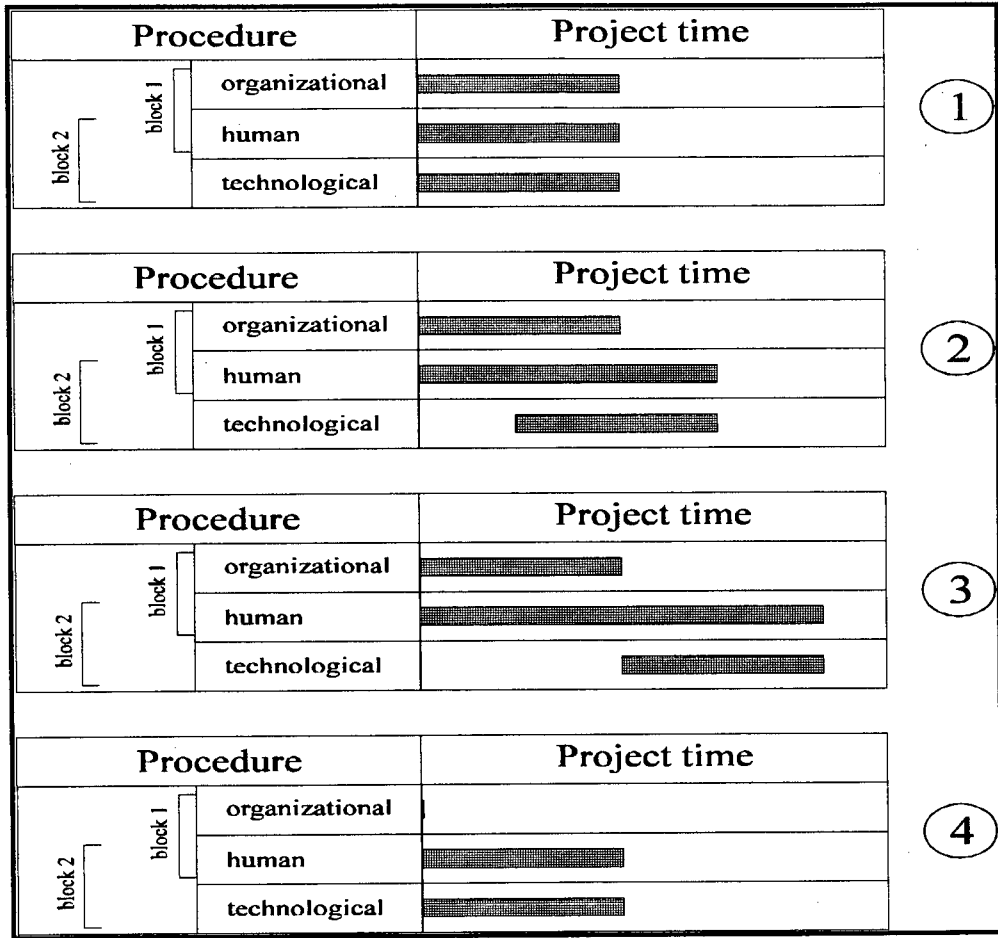 Procedure Project time
block 2 block 1 organizational
human
technological
1
Procedure Project time
block 2 block 1 organizational
human
technological
2
Procedure Project time
block 2 block 1 organizational
human
technological
3
Procedure Project time
block 2 block 1 organizational
human
technological
4